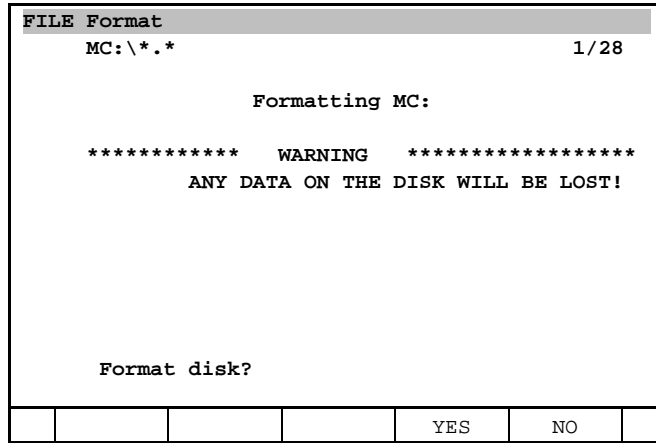 FILE Format
MC:\*.* 1/28
Formatting MC:
************ WARNING ******************
ANY DATA ON THE DISK WILL BE LOST!
Format disk?
YES NO